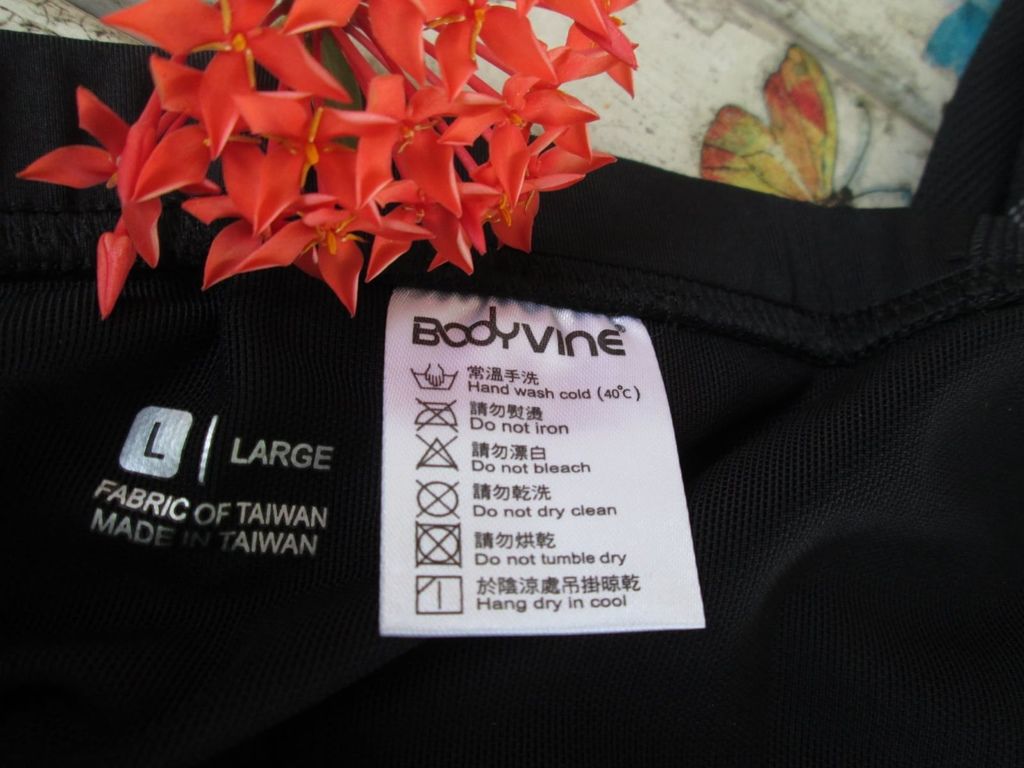 BODYVINE®
常溫手洗
Hand wash cold (40°C)
請勿熨燙
Do not iron
請勿漂白
Do not bleach
請勿乾洗
Do not dry clean
請勿烘乾
Do not tumble dry
於陰涼處吊掛晾乾
Hang dry in cool
L | LARGE
FABRIC OF TAIWAN
MADE IN TAIWAN